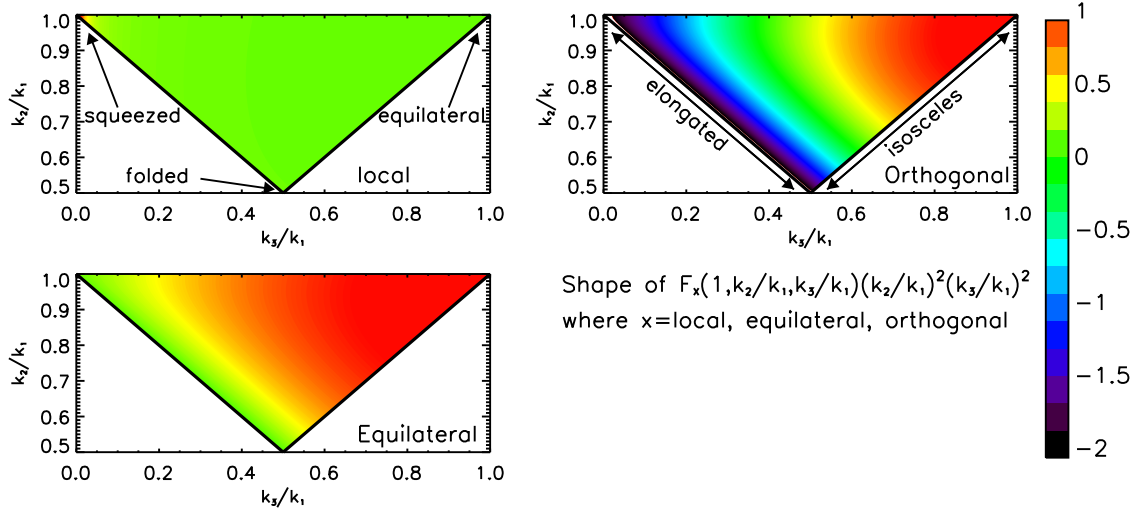 1.0
0.9
0.8
0.7
0.6
0.5
k₂/k₁
squeezed
equilateral
folded
local
0.0 0.2 0.4 0.6 0.8 1.0
k₃/k₁
1.0
0.9
0.8
0.7
0.6
0.5
k₂/k₁
elongated
isosceles
Orthogonal
0.0 0.2 0.4 0.6 0.8 1.0
k₃/k₁
1
0.5
0
−0.5
−1
−1.5
−2
1.0
0.9
0.8
0.7
0.6
0.5
k₂/k₁
Equilateral
0.0 0.2 0.4 0.6 0.8 1.0
k₃/k₁
Shape of Fₓ(1,k₂/k₁,k₃/k₁)(k₂/k₁)²(k₃/k₁)²
where x=local, equilateral, orthogonal